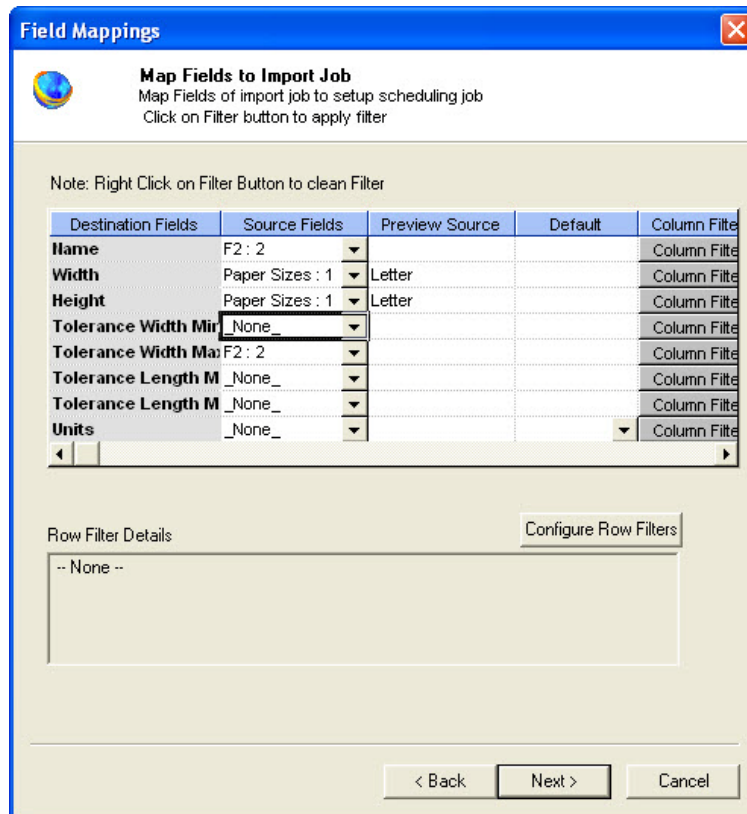 Field Mappings
Map Fields to Import Job
Map Fields of import job to setup scheduling job
Click on Filter button to apply filter
Note: Right Click on Filter Button to clean Filter
Destination Fields Source Fields Preview Source Default Column Filte
Name F2 : 2 Column Filte
Width Paper Sizes : 1 Letter Column Filte
Height Paper Sizes : 1 Letter Column Filte
Tolerance Width Min _None_ Column Filte
Tolerance Width Max F2 : 2 Column Filte
Tolerance Length M _None_ Column Filte
Tolerance Length M _None_ Column Filte
Units _None_ Column Filte
Row Filter Details Configure Row Filters
-- None --
< Back Next > Cancel